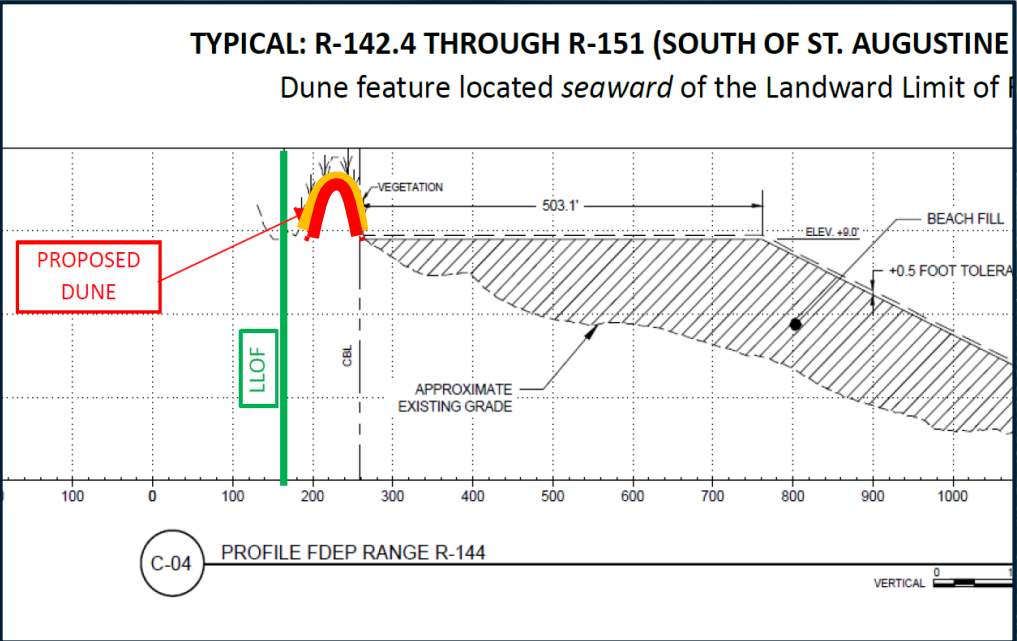 TYPICAL: R-142.4 THROUGH R-151 (SOUTH OF ST. AUGUSTINE
Dune feature located seaward of the Landward Limit of
VEGETATION
503.1'
BEACH FILL
ELEV. +9.0'
PROPOSED
DUNE
+0.5 FOOT TOLERA
LLOF
CBL
APPROXIMATE
EXISTING GRADE
100 0 100 200 300 400 500 600 700 800 900 1000
C-04
PROFILE FDEP RANGE R-144
VERTICAL
0 1